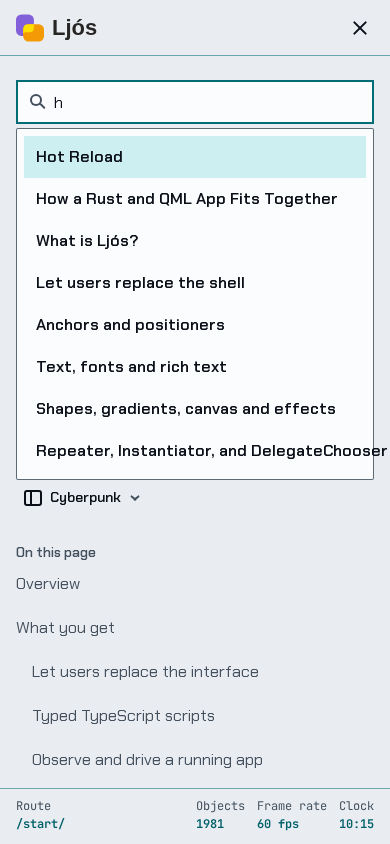 Ljós
h
Hot Reload
How a Rust and QML App Fits Together
What is Ljós?
Let users replace the shell
Anchors and positioners
Text, fonts and rich text
Shapes, gradients, canvas and effects
Repeater, Instantiator, and DelegateChooser
Cyberpunk
On this page
Overview
What you get
Let users replace the interface
Typed TypeScript scripts
Observe and drive a running app
Route Objects Frame rate Clock
/start/ 1981 60 fps 10:15